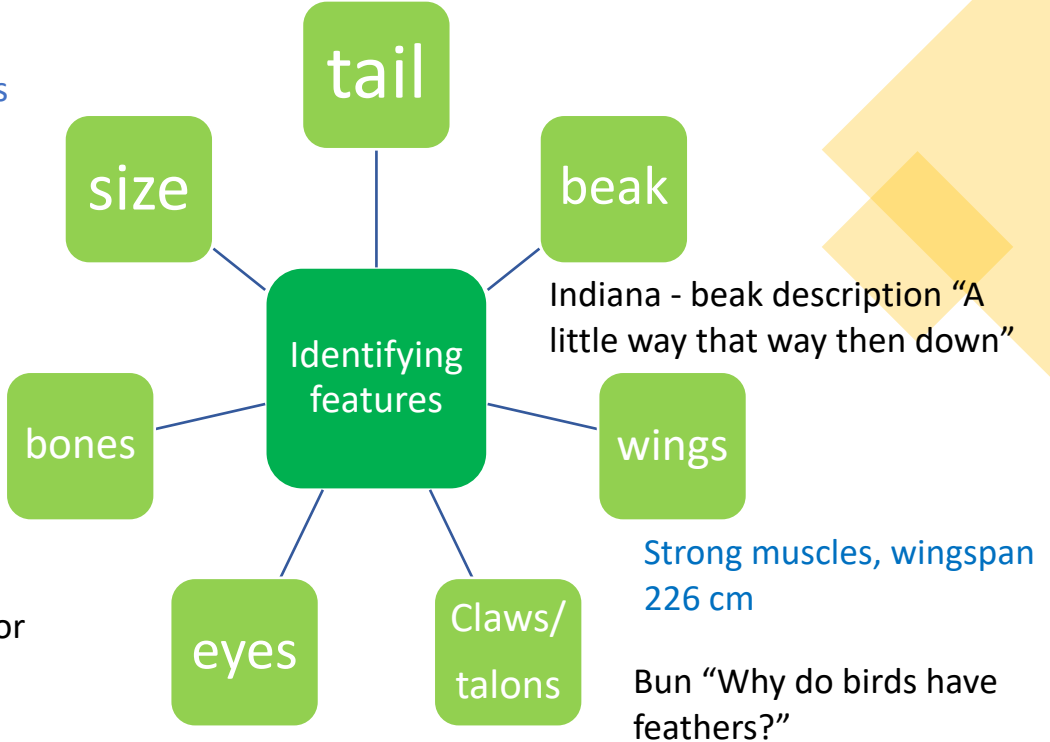 tail
s
size
beak
Indiana - beak description “A
little way that way then down”
Identifying
features
bones
wings
Strong muscles, wingspan
226 cm
or
eyes
Claws/
talons
Bun “Why do birds have
feathers?”